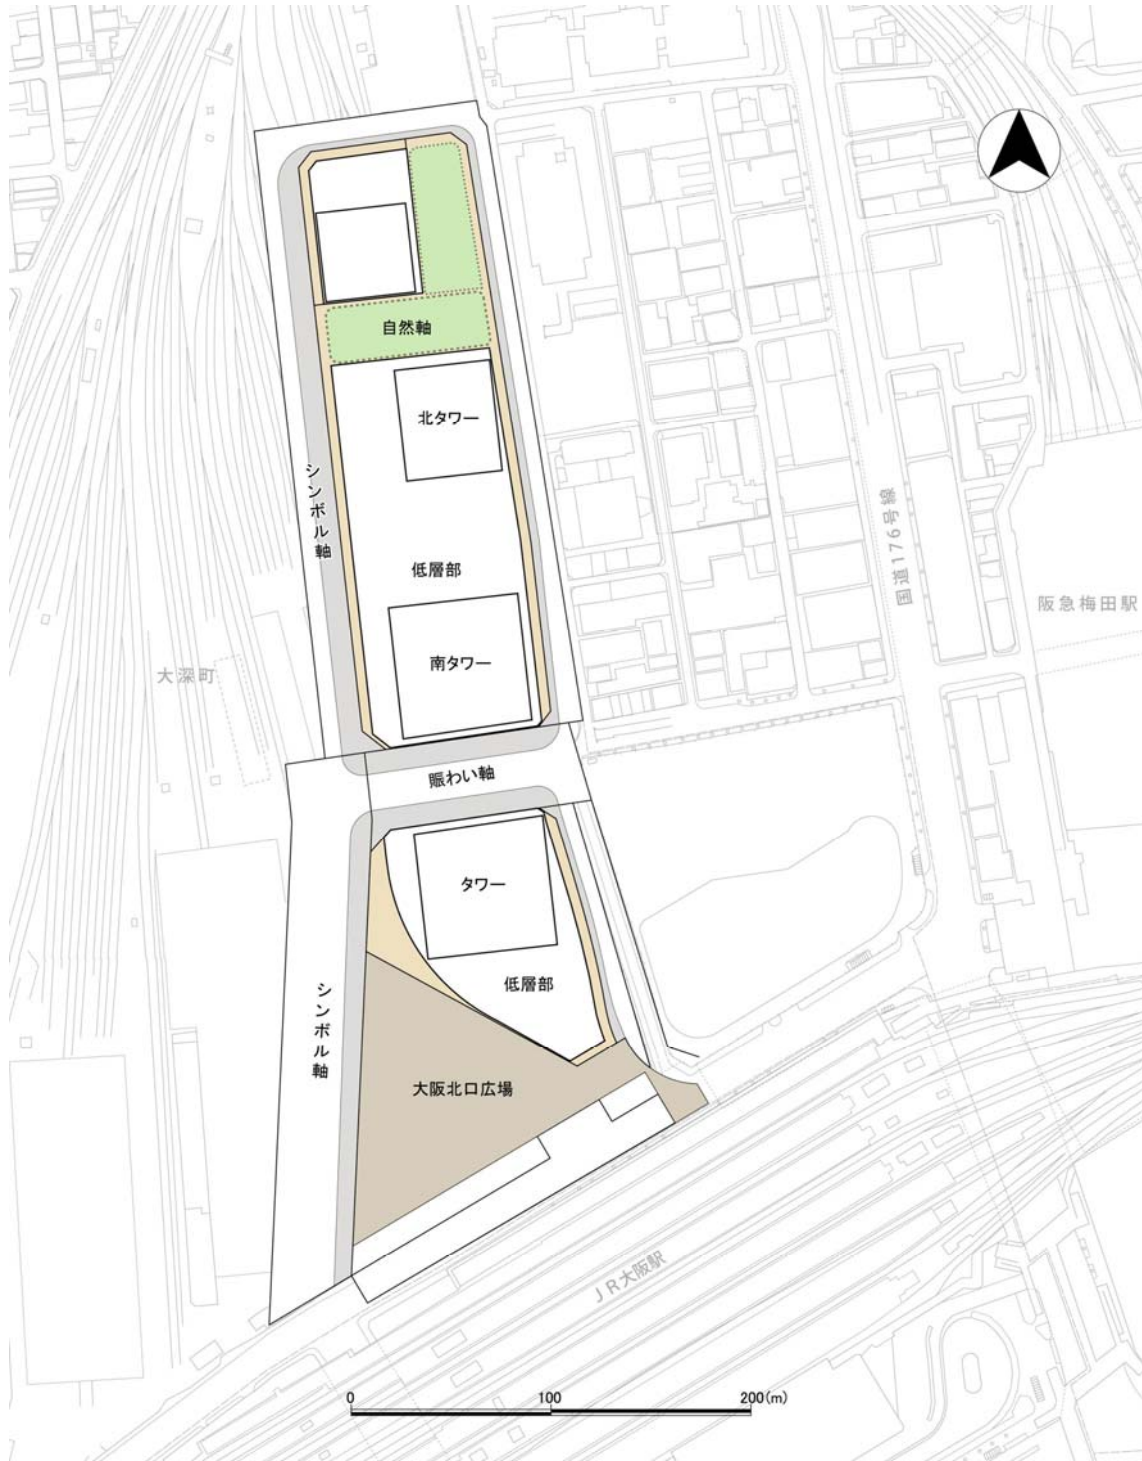 自然軸
北タワー
シンボル軸
国道176号線
低層部
阪急梅田駅
南タワー
大深町
賑わい軸
タワー
低層部
シンボル軸
大阪北口広場
JR大阪駅
0 100 200(m)